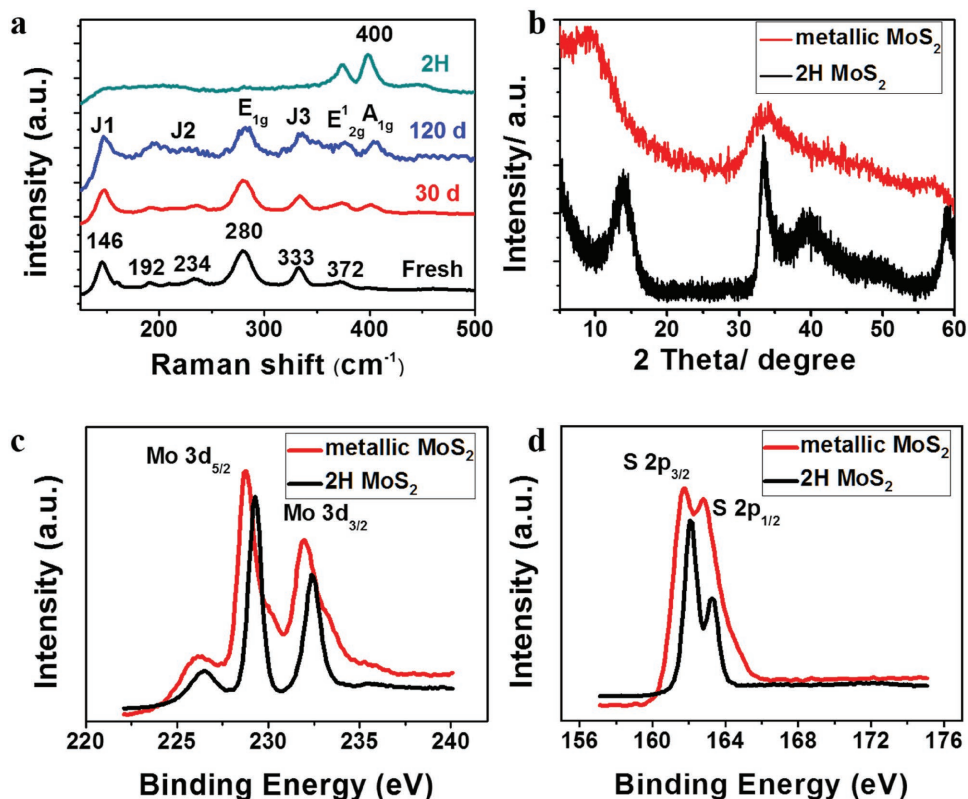 a
intensity (a.u.)
400
2H
J1
J2
E1g
J3
E12g
A1g
120 d
30 d
146
192
234
280
333
372
Fresh
200 300 400 500
Raman shift (cm-1)
b
Intensity/ a.u.
metallic MoS2
2H MoS2
10 20 30 40 50 60
2 Theta/ degree
c
Intensity (a.u.)
Mo 3d5/2
metallic MoS2
2H MoS2
Mo 3d3/2
220 225 230 235 240
Binding Energy (eV)
d
Intensity (a.u.)
S 2p3/2
metallic MoS2
2H MoS2
S 2p1/2
156 160 164 168 172 176
Binding Energy (eV)